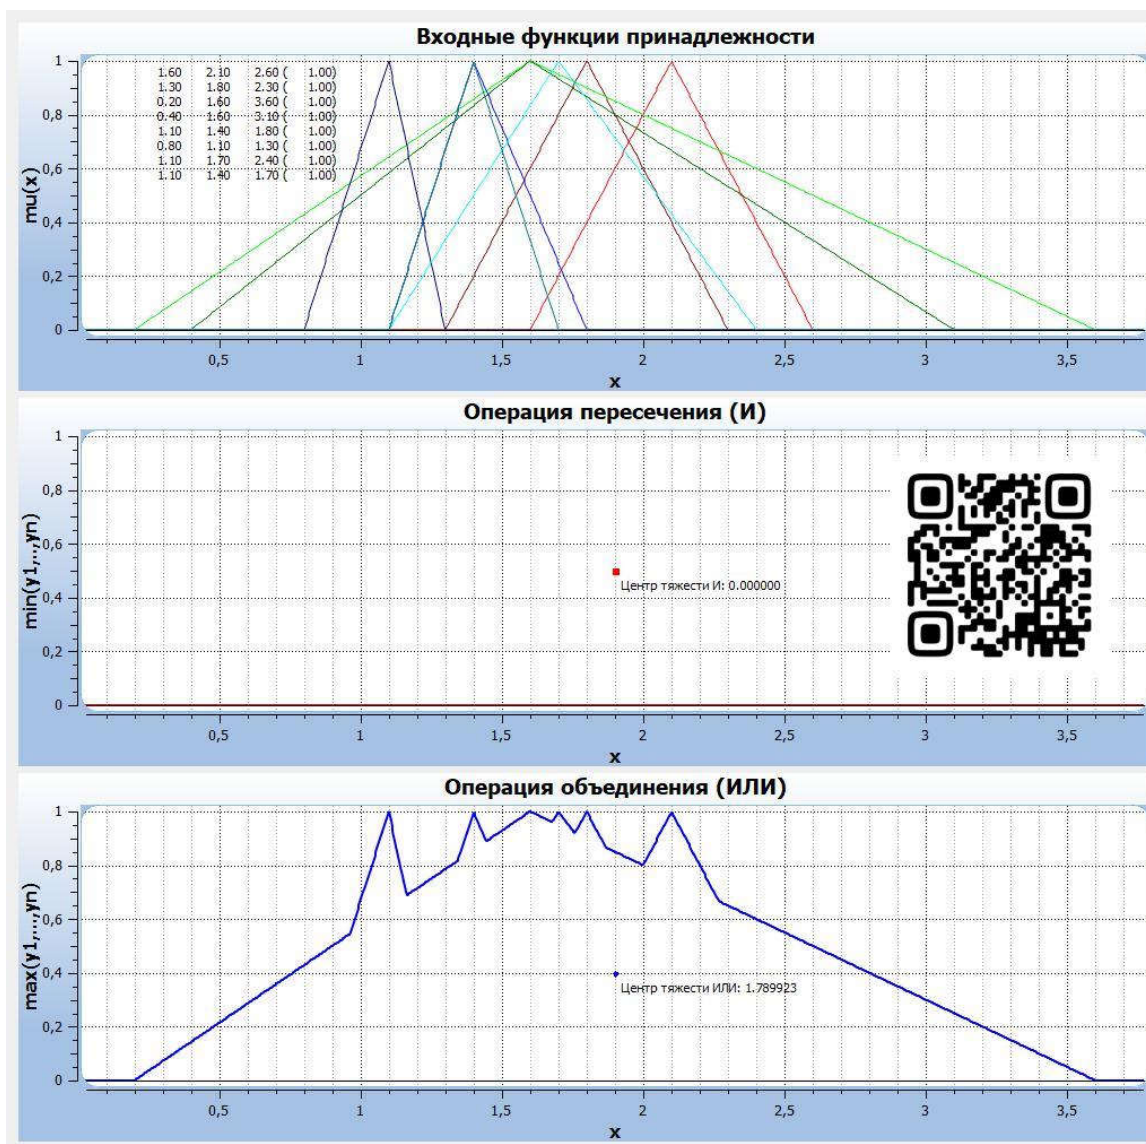 Входные функции принадлежности
1
0,8
0,6
0,4
0,2
0
mu(x)
1.60 2.10 2.60 ( 1.00)
1.30 1.80 2.30 ( 1.00)
0.20 1.60 3.60 ( 1.00)
0.40 1.60 3.10 ( 1.00)
1.10 1.40 1.80 ( 1.00)
0.80 1.10 1.30 ( 1.00)
1.10 1.70 2.40 ( 1.00)
1.10 1.40 1.70 ( 1.00)
0,5 1 1,5 2 2,5 3 3,5
x
Операция пересечения (И)
1
0,8
0,6
0,4
0,2
0
min(y1,..,yn)
Центр тяжести И: 0.000000
0,5 1 1,5 2 2,5 3 3,5
x
Операция объединения (ИЛИ)
1
0,8
0,6
0,4
0,2
0
max(y1,...,yn)
Центр тяжести ИЛИ: 1.789923
0,5 1 1,5 2 2,5 3 3,5
x